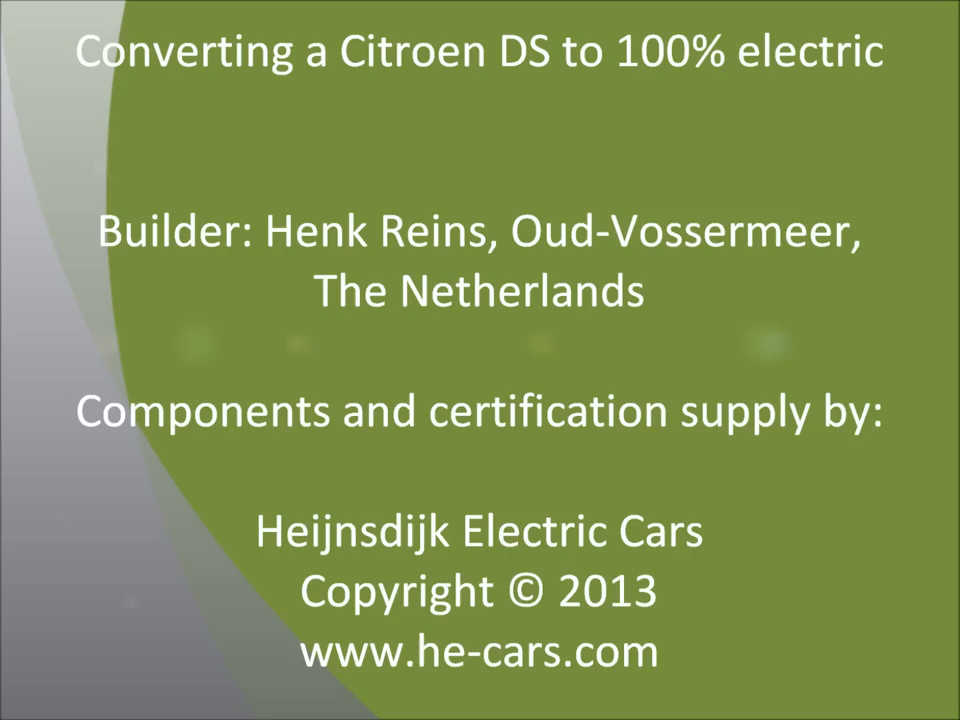 Converting a Citroen DS to 100% electric
Builder: Henk Reins, Oud-Vossermeer,
The Netherlands
Components and certification supply by:
Heijnsdijk Electric Cars
Copyright © 2013
www.he-cars.com